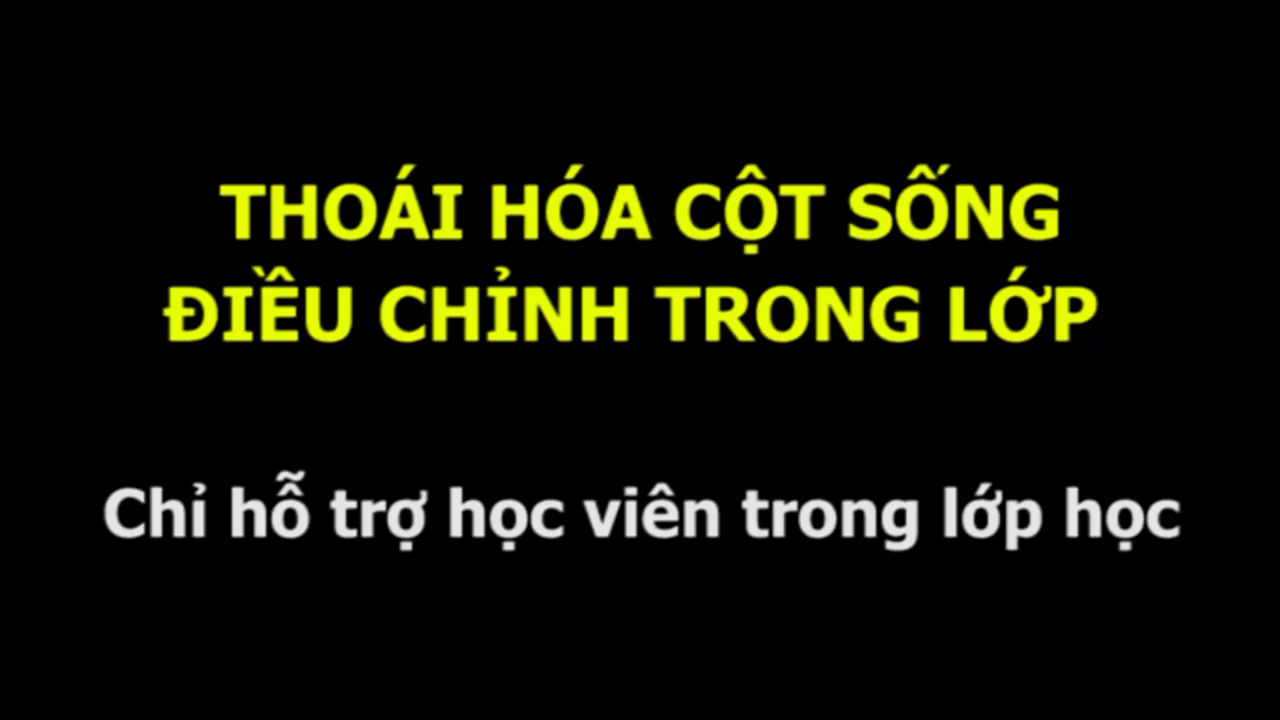 THOÁI HÓA CỘT SỐNG
ĐIỀU CHỈNH TRONG LỚP
Chỉ hỗ trợ học viên trong lớp học